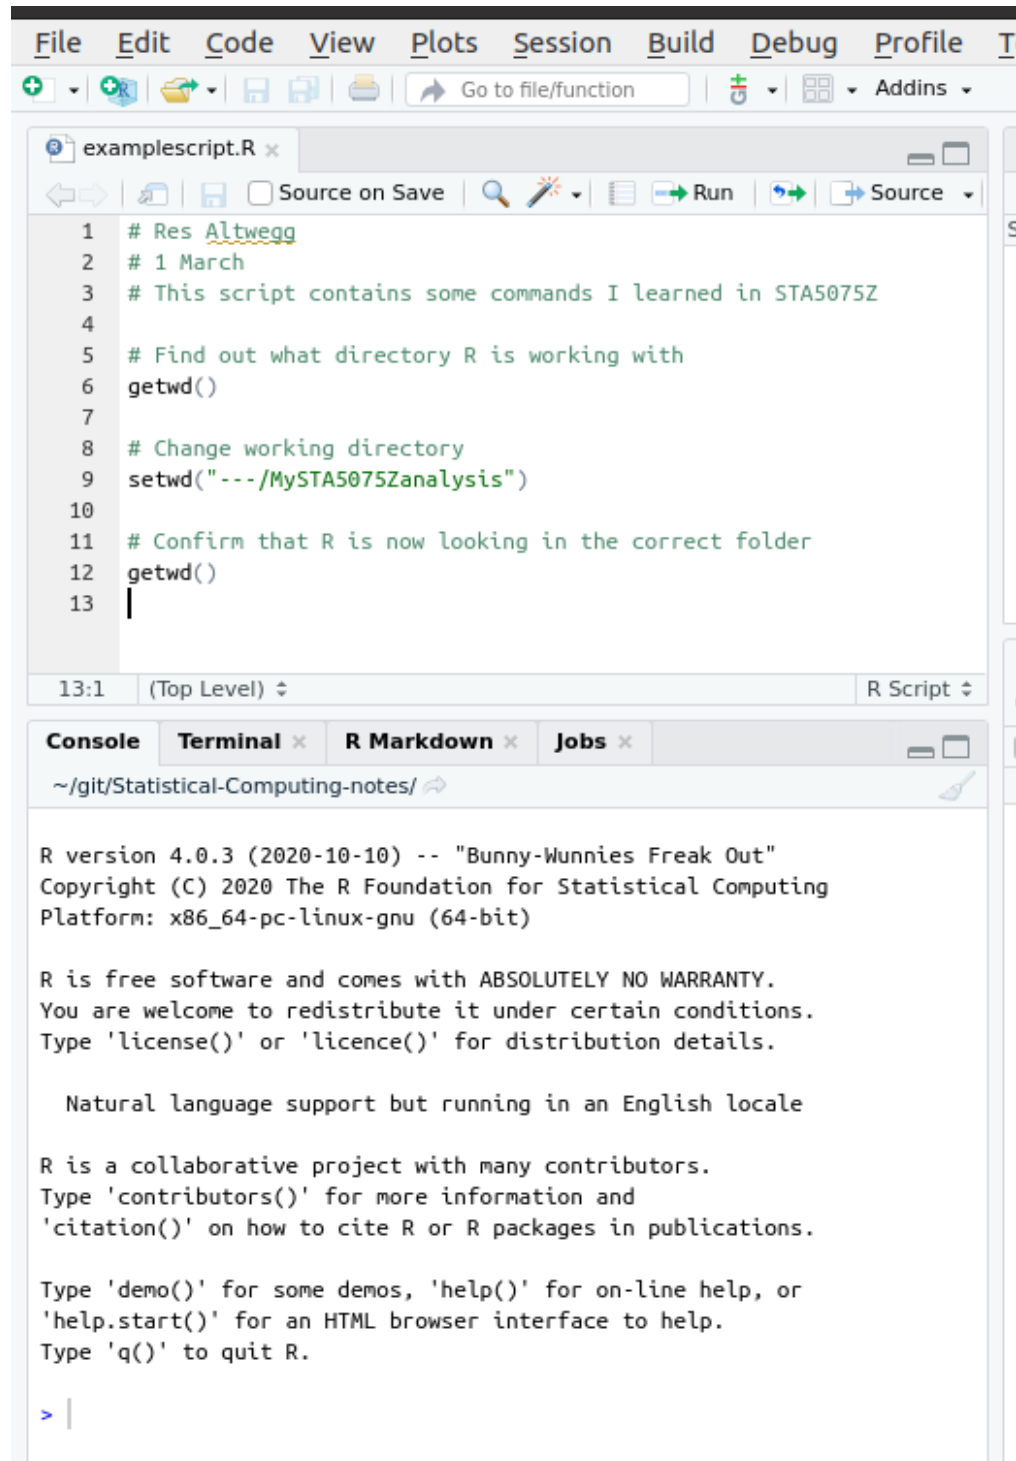 File Edit Code View Plots Session Build Debug Profile
Go to file/function Addins
examplescript.R
Source on Save Run Source
1 # Res Altwegg
2 # 1 March
3 # This script contains some commands I learned in STA5075Z
4
5 # Find out what directory R is working with
6 getwd()
7
8 # Change working directory
9 setwd("---/MySTA5075Zanalysis")
10
11 # Confirm that R is now looking in the correct folder
12 getwd()
13
13:1 (Top Level) R Script
Console Terminal R Markdown Jobs
~/git/Statistical-Computing-notes/
R version 4.0.3 (2020-10-10) -- "Bunny-Wunnies Freak Out"
Copyright (C) 2020 The R Foundation for Statistical Computing
Platform: x86_64-pc-linux-gnu (64-bit)
R is free software and comes with ABSOLUTELY NO WARRANTY.
You are welcome to redistribute it under certain conditions.
Type 'license()' or 'licence()' for distribution details.
Natural language support but running in an English locale
R is a collaborative project with many contributors.
Type 'contributors()' for more information and
'citation()' on how to cite R or R packages in publications.
Type 'demo()' for some demos, 'help()' for on-line help, or
'help.start()' for an HTML browser interface to help.
Type 'q()' to quit R.
>